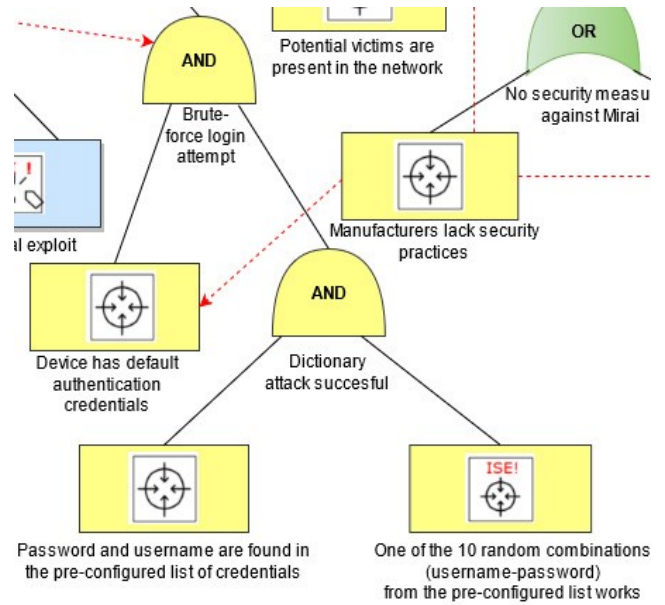 OR
AND
Potential victims are
present in the network
No security measu
against Mirai
Brute-
force login
attempt
!
al exploit
Manufacturers lack security
practices
AND
Device has default
authentication
credentials
Dictionary
attack succesful
ISE!
Password and username are found in
the pre-configured list of credentials
One of the 10 random combinations
(username-password)
from the pre-configured list works